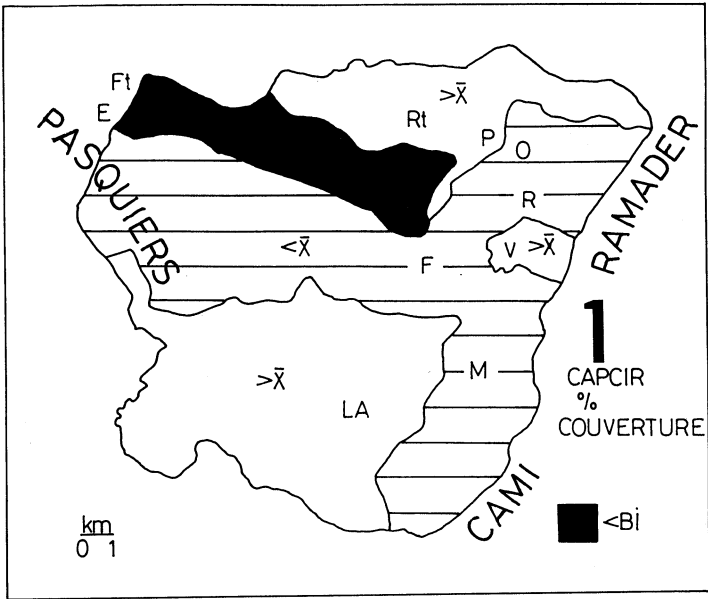 Ft
>X̄
E
Rt
P
O
PASQUIERS
RAMADER
R
<X̄
V >X̄
F
1
M
CAPCIR
%
COUVERTURE
>X̄
LA
CAMI
<Bi
km
0 1